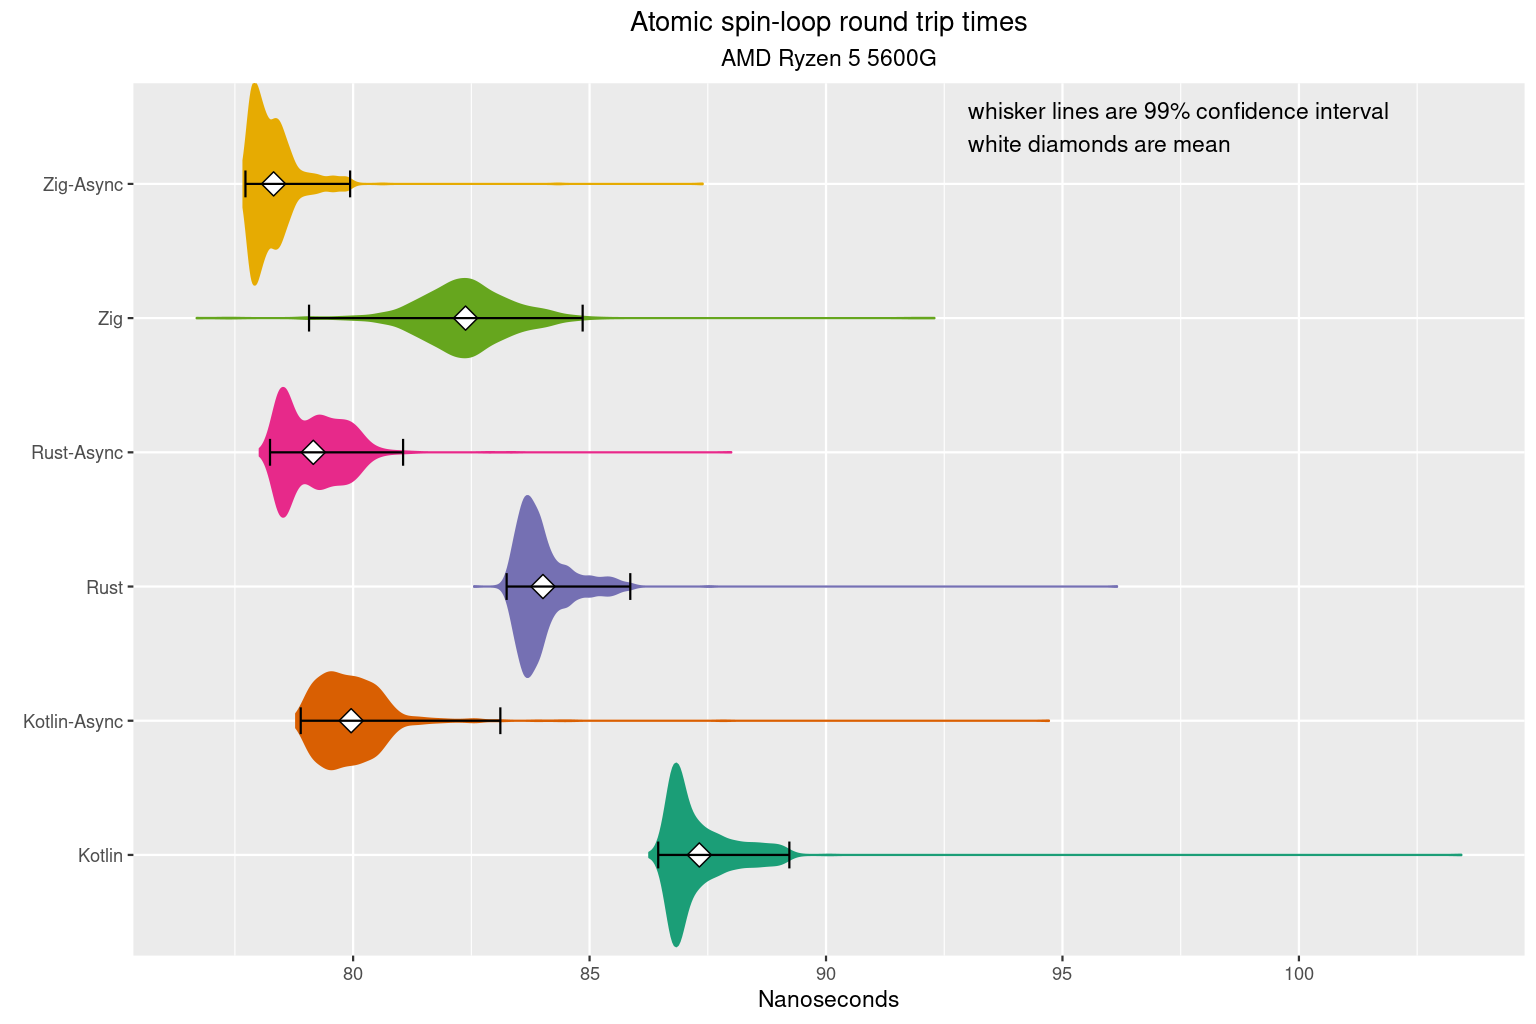 Atomic spin-loop round trip times
AMD Ryzen 5 5600G
whisker lines are 99% confidence interval
white diamonds are mean
Zig-Async
Zig
Rust-Async
Rust
Kotlin-Async
Kotlin
80 85 90 95 100
Nanoseconds